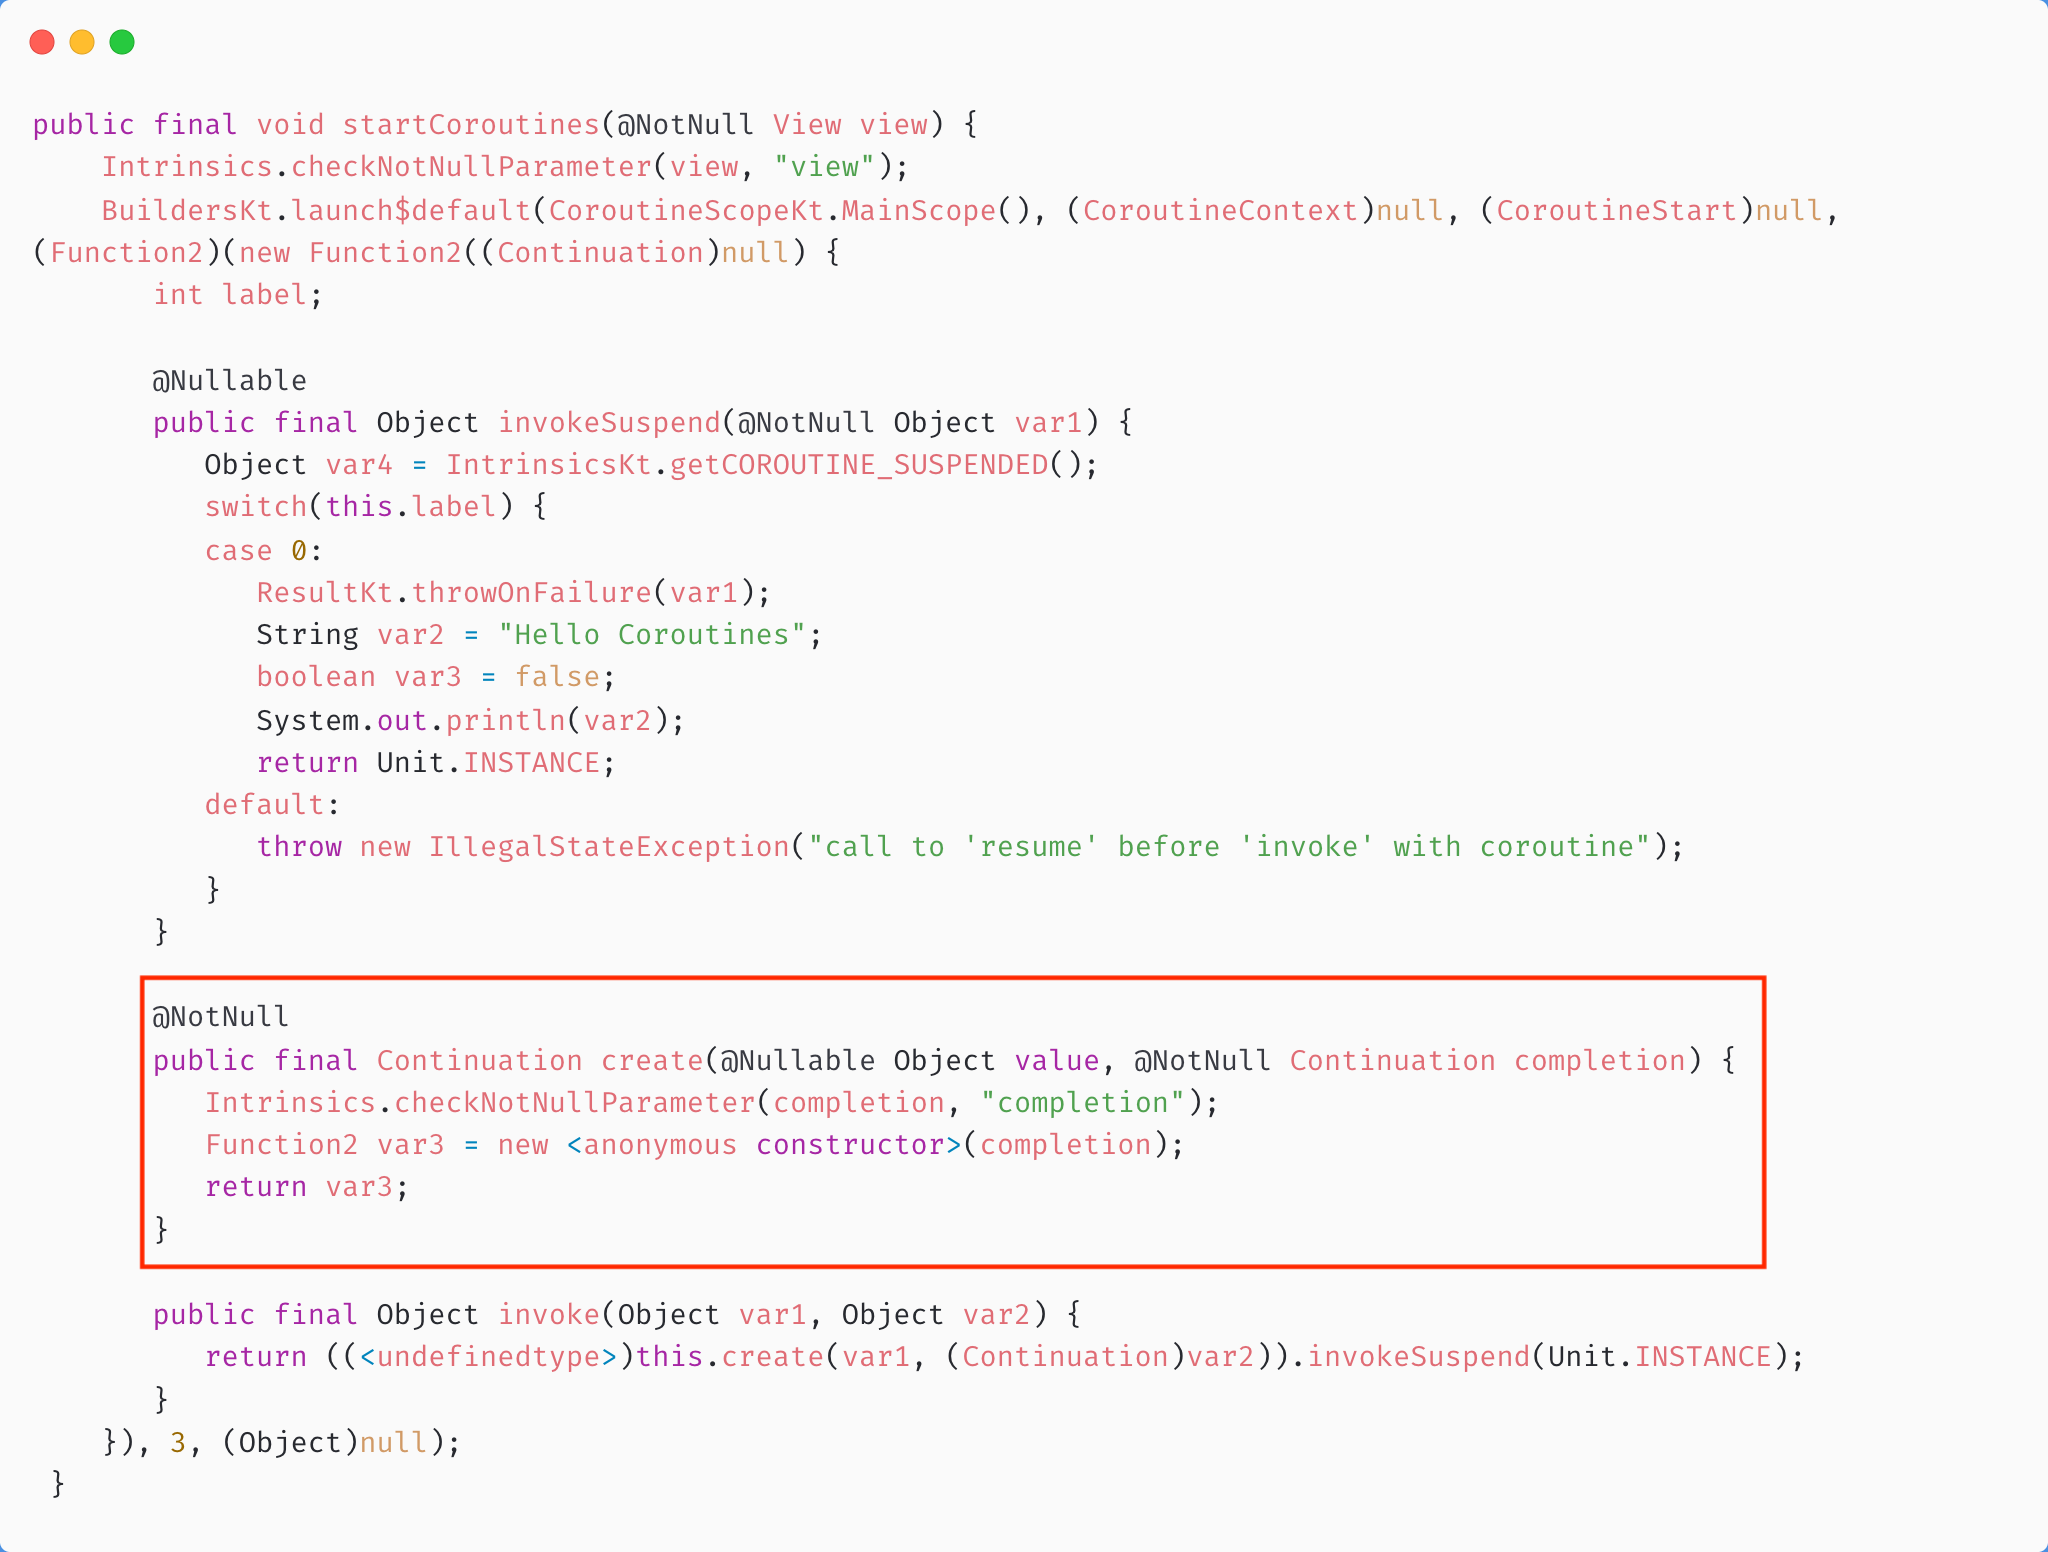 public final void startCoroutines(@NotNull View view) {
    Intrinsics.checkNotNullParameter(view, "view");
    BuildersKt.launch$default(CoroutineScopeKt.MainScope(), (CoroutineContext)null, (CoroutineStart)null,
(Function2)(new Function2((Continuation)null) {
       int label;

       @Nullable
       public final Object invokeSuspend(@NotNull Object var1) {
          Object var4 = IntrinsicsKt.getCOROUTINE_SUSPENDED();
          switch(this.label) {
          case 0:
             ResultKt.throwOnFailure(var1);
             String var2 = "Hello Coroutines";
             boolean var3 = false;
             System.out.println(var2);
             return Unit.INSTANCE;
          default:
             throw new IllegalStateException("call to 'resume' before 'invoke' with coroutine");
          }
       }

       @NotNull
       public final Continuation create(@Nullable Object value, @NotNull Continuation completion) {
          Intrinsics.checkNotNullParameter(completion, "completion");
          Function2 var3 = new <anonymous constructor>(completion);
          return var3;
       }

       public final Object invoke(Object var1, Object var2) {
          return ((<undefinedtype>)this.create(var1, (Continuation)var2)).invokeSuspend(Unit.INSTANCE);
       }
    }), 3, (Object)null);
 }